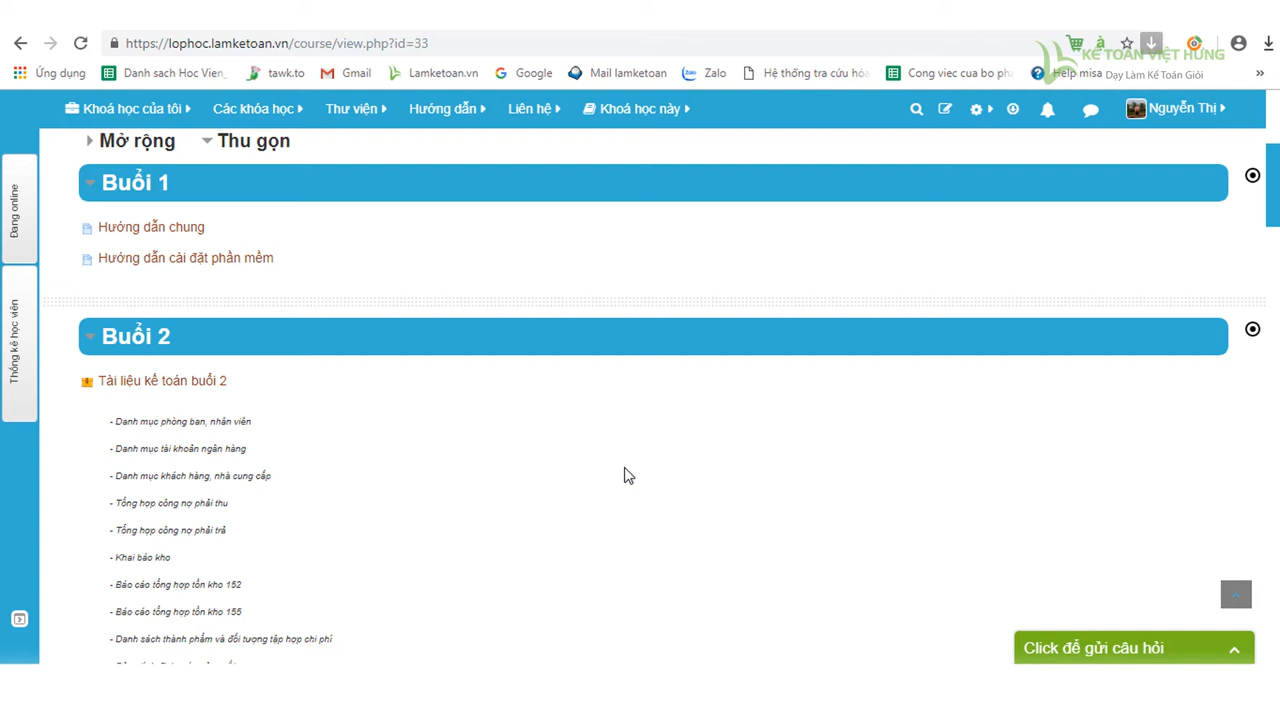 https://lophoc.lamketoan.vn/course/view.php?id=33
KẾ TOÁN VIỆT HƯNG
Dạy Làm Kế Toán Giỏi
Ứng dụng
Danh sach Hoc Vien_
tawk.to
Gmail
Lamketoan.vn
Google
Mail lamketoan
Zalo
Hệ thống tra cứu hóa
Cong viec cua bo pha
Help misa
Khoá học của tôi
Các khóa học
Thư viện
Hướng dẫn
Liên hệ
Khoá học này
Nguyễn Thị
Mở rộng
Thu gọn
Đang online
Thống kê học viên
Buổi 1
Hướng dẫn chung
Hướng dẫn cài đặt phần mềm
Buổi 2
Tài liệu kế toán buổi 2
- Danh mục phòng ban, nhân viên
- Danh mục tài khoản ngân hàng
- Danh mục khách hàng, nhà cung cấp
- Tổng hợp công nợ phải thu
- Tổng hợp công nợ phải trả
- Khai báo kho
- Báo cáo tổng hợp tồn kho 152
- Báo cáo tổng hợp tồn kho 155
- Danh sách thành phẩm và đối tượng tập hợp chi phí
Click để gửi câu hỏi